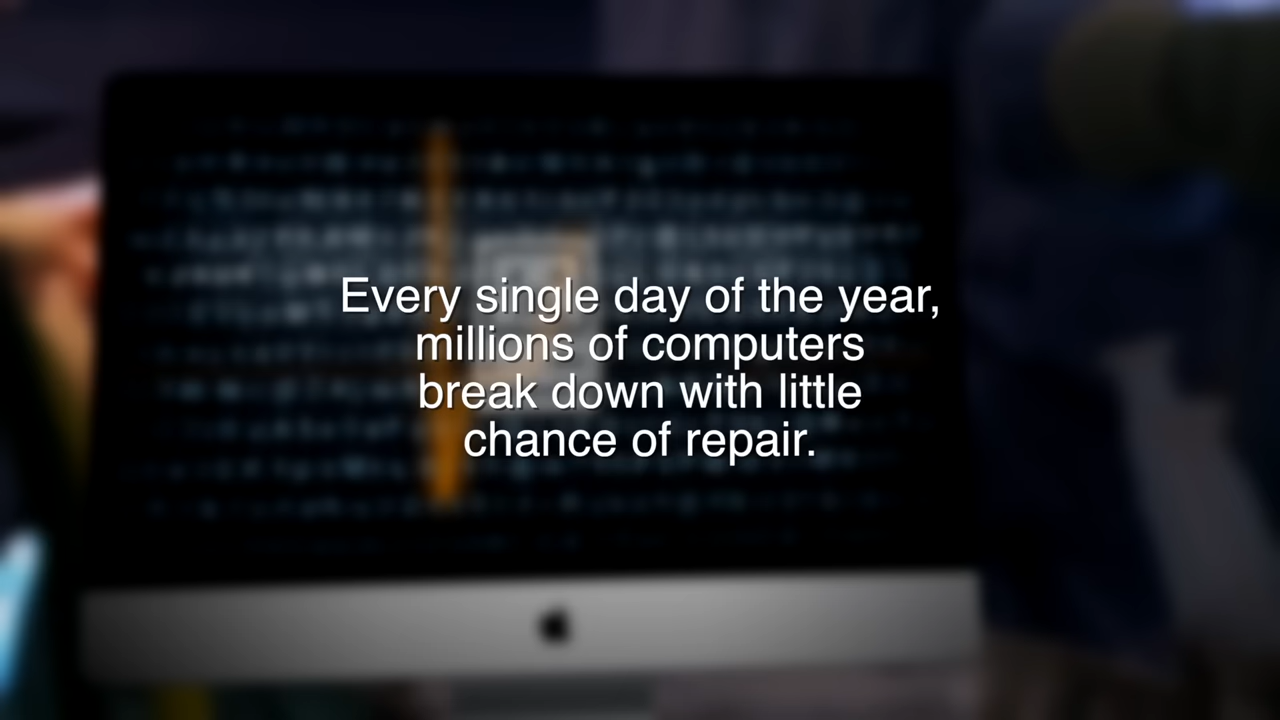 Every single day of the year,
millions of computers
break down with little
chance of repair.